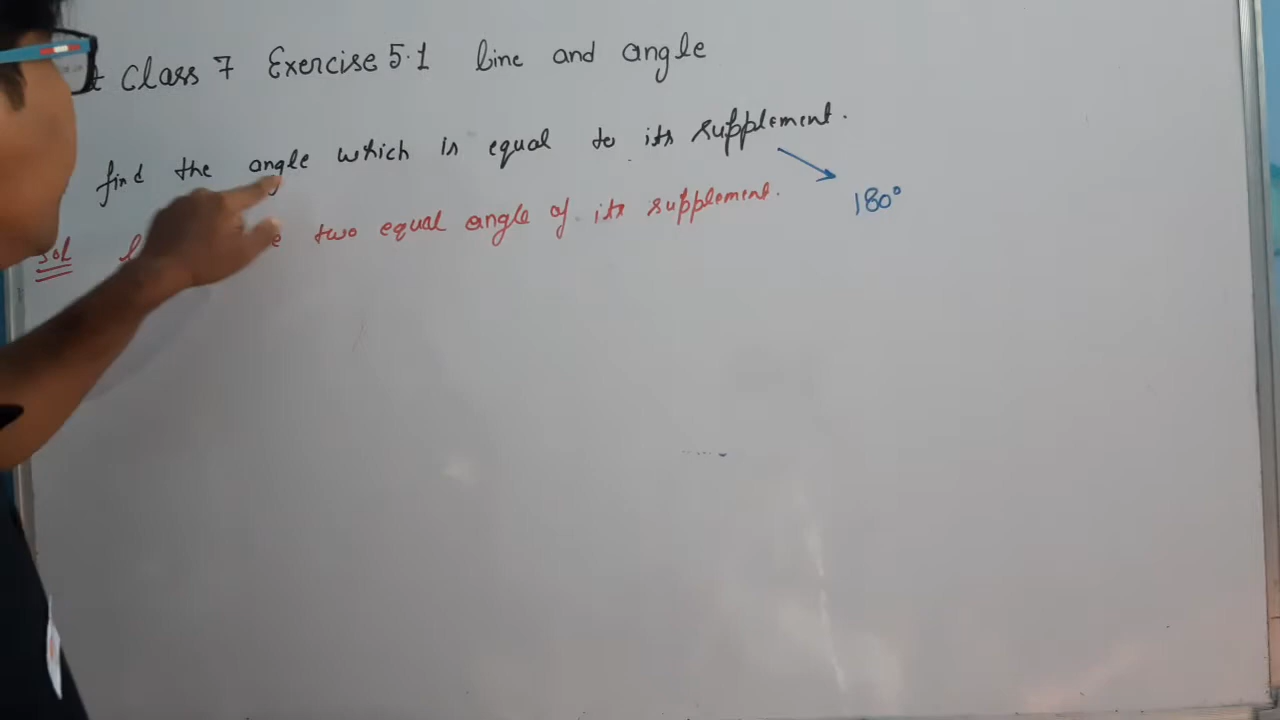 Class 7 Exercise 5.1 line and angle
find the angle which is equal to its supplement.
180°
Sol two equal angle of its supplement.